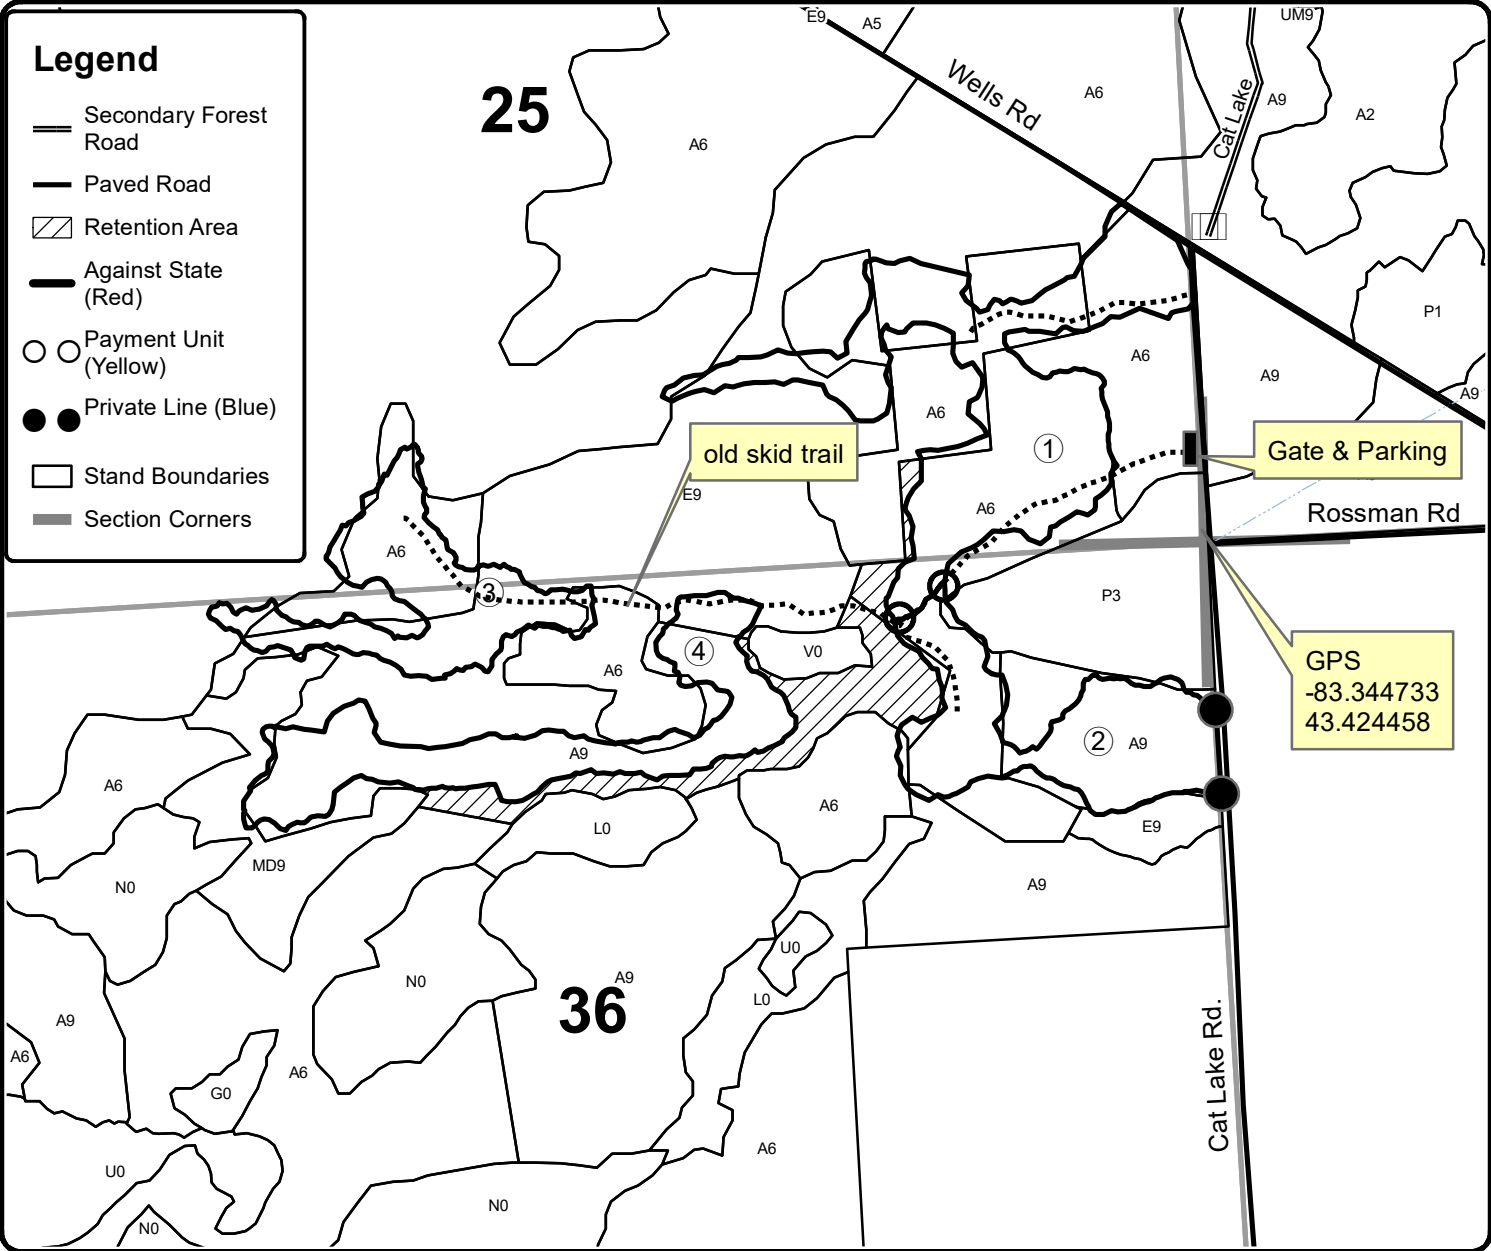 Legend
Secondary Forest
Road
Paved Road
Retention Area
Against State
(Red)
Payment Unit
(Yellow)
Private Line (Blue)
Stand Boundaries
Section Corners
25
36
E9
A5
UM9
Wells Rd
A6
Cat Lake
A9
A2
A6
P1
A6
A9
A9
A6
1
old skid trail
Gate & Parking
E9
A6
Rossman Rd
A6
3
P3
4
V0
A6
GPS
-83.344733
43.424458
2
A9
A9
A6
A6
L0
E9
MD9
N0
A9
U0
N0
A9
L0
A9
A6
A6
G0
Cat Lake Rd.
A6
U0
N0
N0